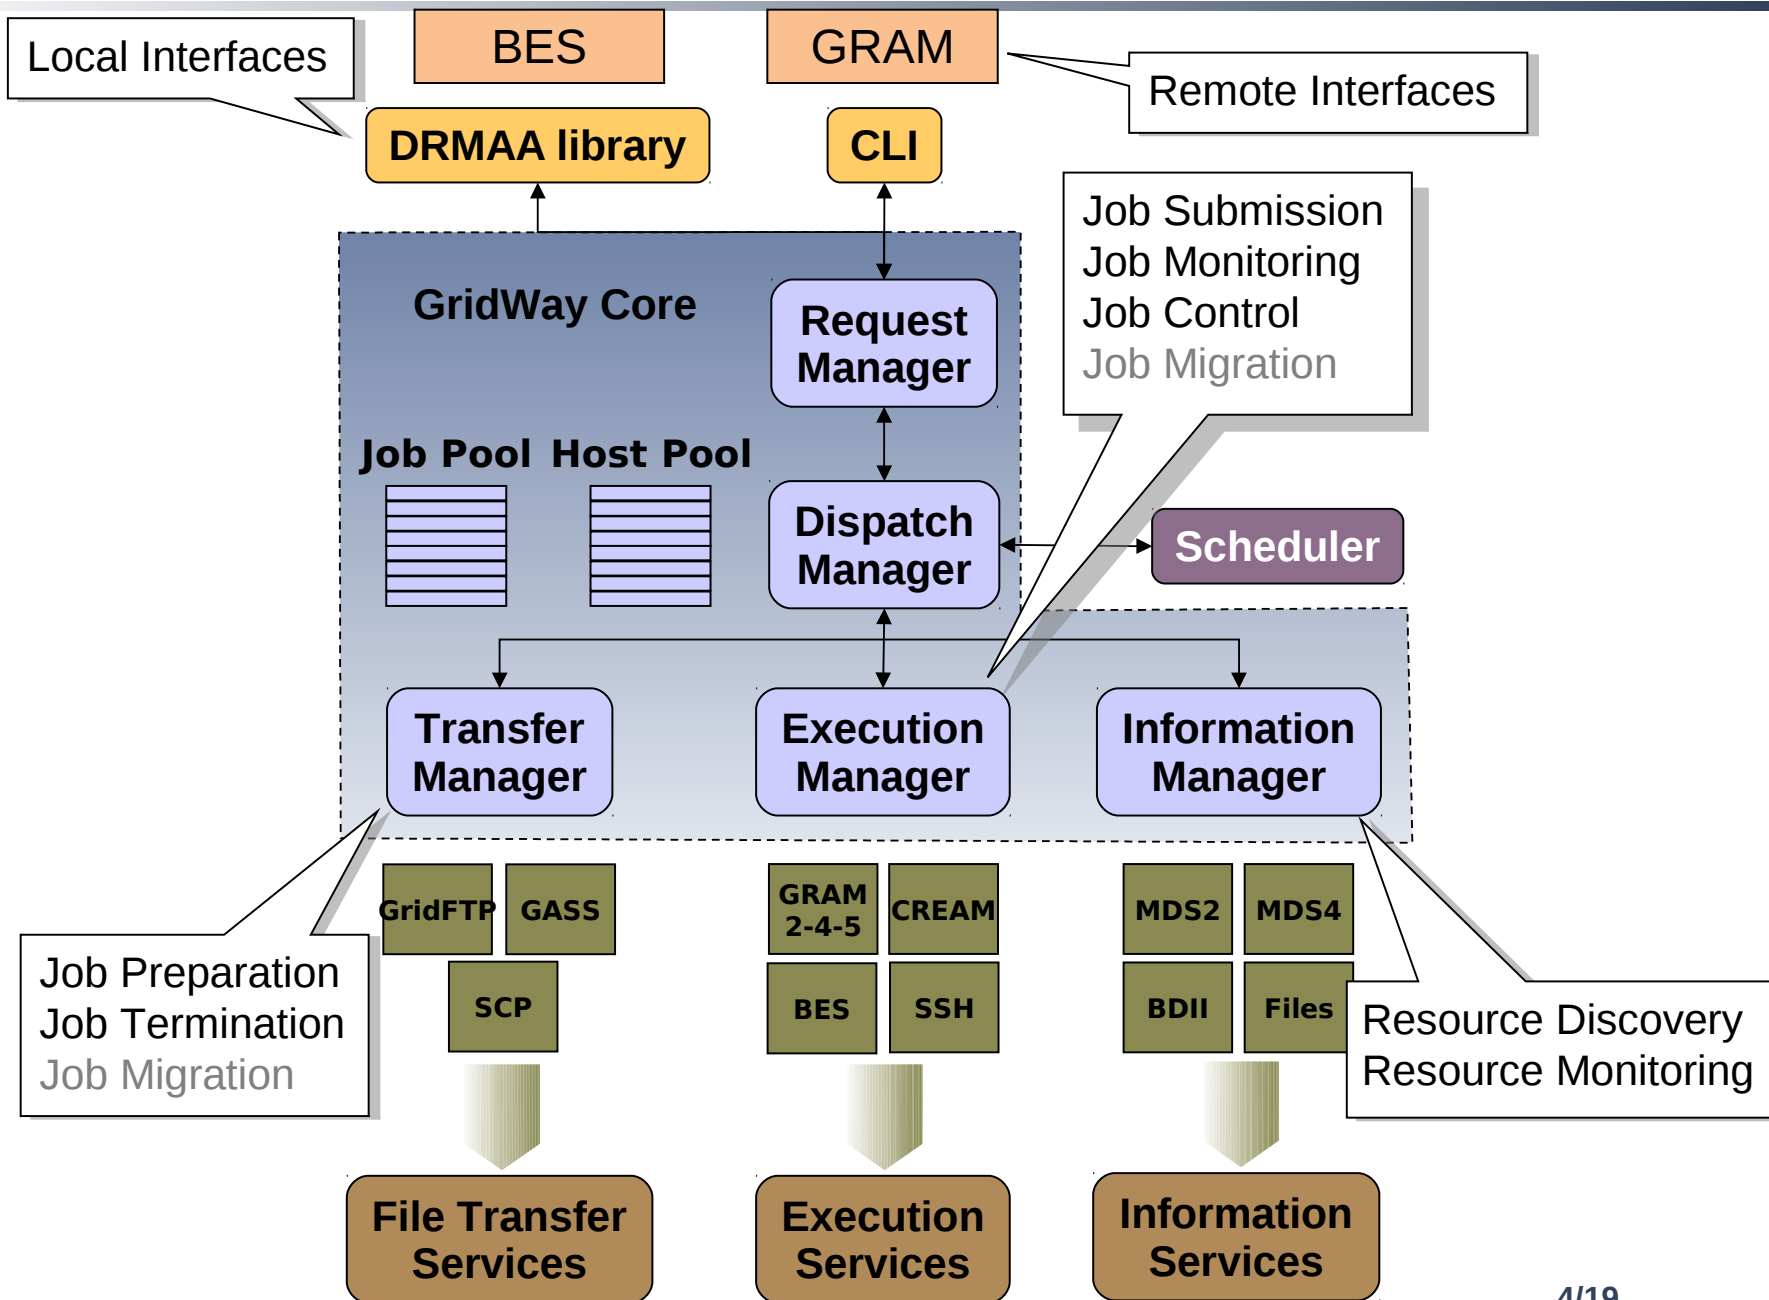 BES
GRAM
Local Interfaces
Remote Interfaces
DRMAA library
CLI
Job Submission
Job Monitoring
Job Control
Job Migration
GridWay Core
Request
Manager
Job Pool
Host Pool
Dispatch
Manager
Scheduler
Transfer
Manager
Execution
Manager
Information
Manager
GridFTP
GASS
SCP
GRAM
2-4-5
CREAM
BES
SSH
MDS2
MDS4
BDII
Files
Job Preparation
Job Termination
Job Migration
Resource Discovery
Resource Monitoring
File Transfer
Services
Execution
Services
Information
Services
4/19